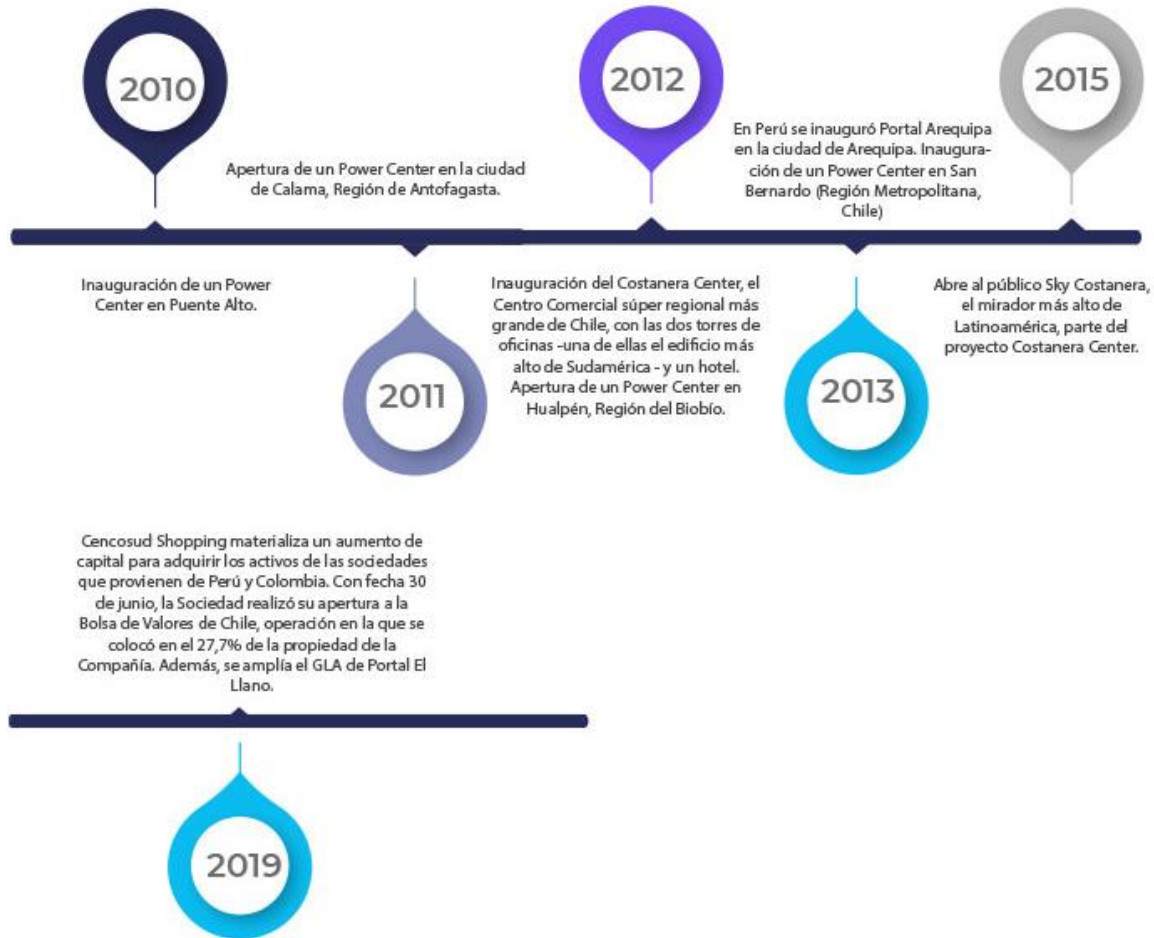 2010
Inauguración de un Power
Center en Puente Alto.
Apertura de un Power Center en la ciudad
de Calama, Región de Antofagasta.
2011
2012
Inauguración del Costanera Center, el
Centro Comercial súper regional más
grande de Chile, con las dos torres de
oficinas -una de ellas el edificio más
alto de Sudamérica - y un hotel.
Apertura de un Power Center en
Hualpén, Región del Biobío.
En Perú se inauguró Portal Arequipa
en la ciudad de Arequipa. Inaugura-
ción de un Power Center en San
Bernardo (Región Metropolitana,
Chile)
2013
2015
Abre al público Sky Costanera,
el mirador más alto de
Latinoamérica, parte del
proyecto Costanera Center.
Cencosud Shopping materializa un aumento de
capital para adquirir los activos de las sociedades
que provienen de Perú y Colombia. Con fecha 30
de junio, la Sociedad realizó su apertura a la
Bolsa de Valores de Chile, operación en la que se
colocó en el 27,7% de la propiedad de la
Compañía. Además, se amplía el GLA de Portal El
Llano.
2019